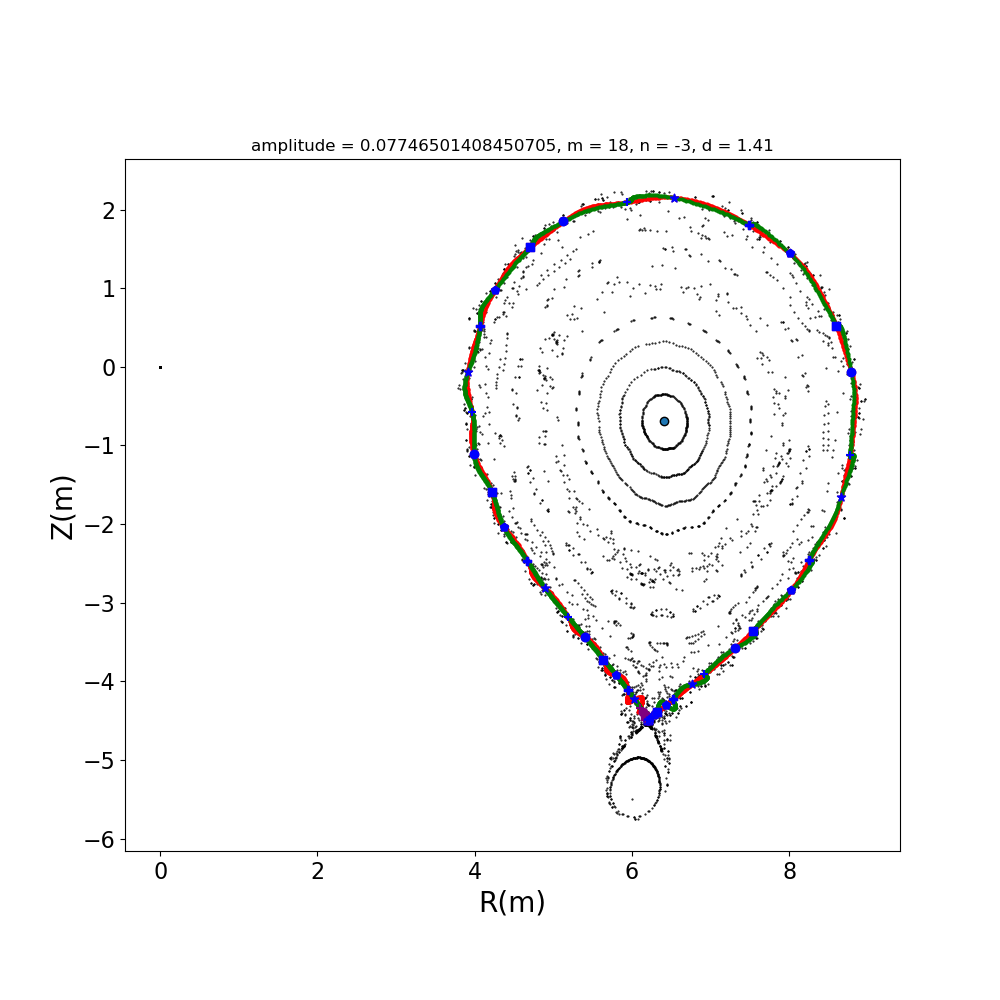 amplitude = 0.07746501408450705, m = 18, n = -3, d = 1.41
2
1
0
−1
−2
−3
−4
−5
−6
Z(m)
0 2 4 6 8
R(m)